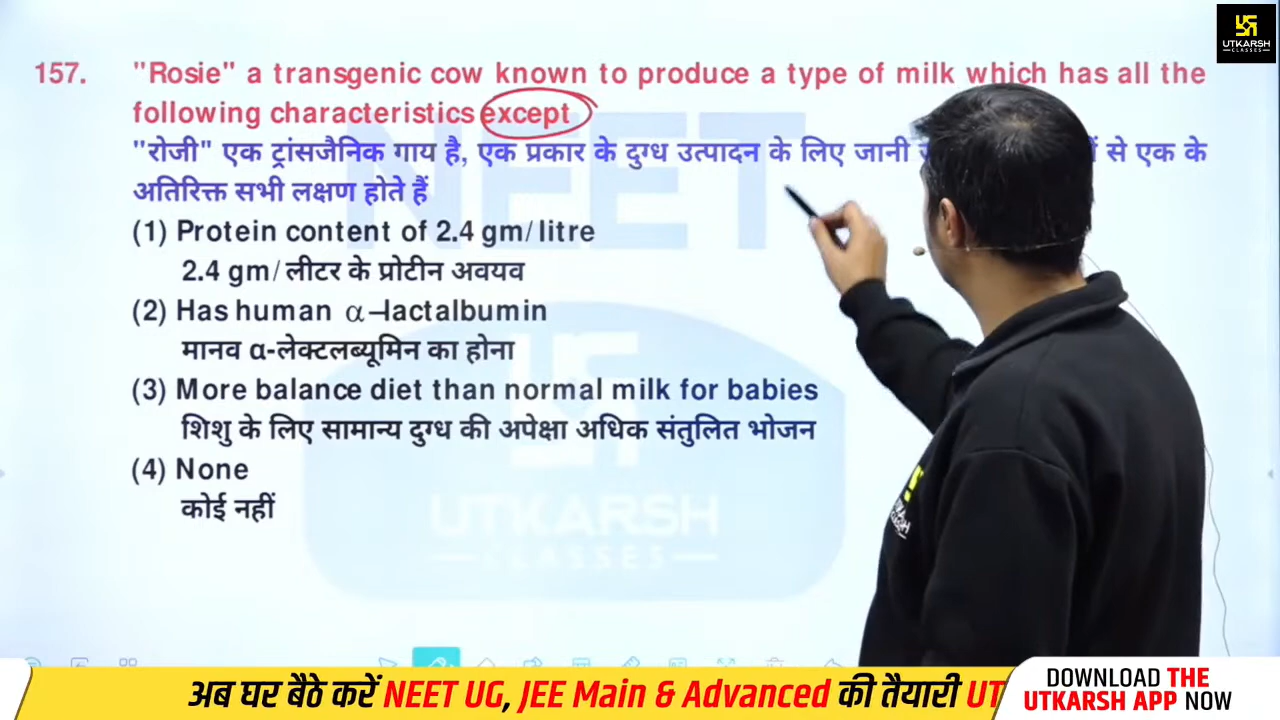 UTKARSH
CLASSES
157. "Rosie" a transgenic cow known to produce a type of milk which has all the
following characteristics except
"रोजी" एक ट्रांसजैनिक गाय है, एक प्रकार के दुग्ध उत्पादन के लिए जानी से एक के
अतिरिक्त सभी लक्षण होते हैं
(1) Protein content of 2.4 gm/litre
2.4 gm/लीटर के प्रोटीन अवयव
(2) Has human α–lactalbumin
मानव α-लेक्टलब्यूमिन का होना
(3) More balance diet than normal milk for babies
शिशु के लिए सामान्य दुग्ध की अपेक्षा अधिक संतुलित भोजन
(4) None
कोई नहीं
NEET
UTKARSH
CLASSES
अब घर बैठे करें NEET UG, JEE Main & Advanced की तैयारी UT
DOWNLOAD THE
UTKARSH APP NOW